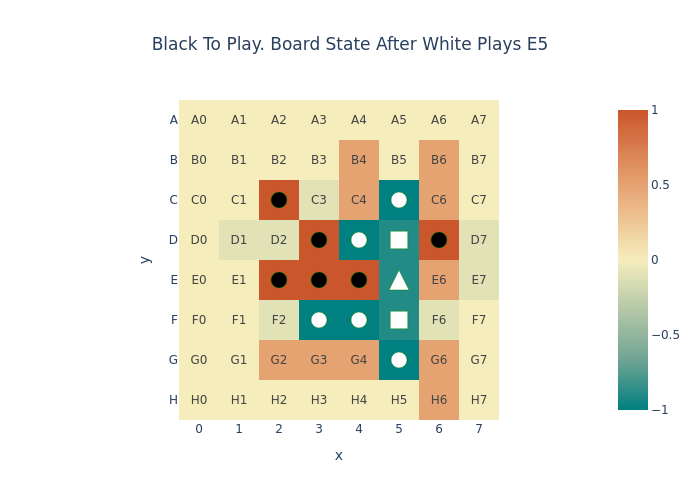 Black To Play. Board State After White Plays E5
A A0 A1 A2 A3 A4 A5 A6 A7
B B0 B1 B2 B3 B4 B5 B6 B7
C C0 C1 C3 C4 C6 C7
D D0 D1 D2 D7
E E0 E1 E6 E7
F F0 F1 F2 F6 F7
G G0 G1 G2 G3 G4 G6 G7
H H0 H1 H2 H3 H4 H5 H6 H7
0 1 2 3 4 5 6 7
x
y
1
0.5
0
−0.5
−1